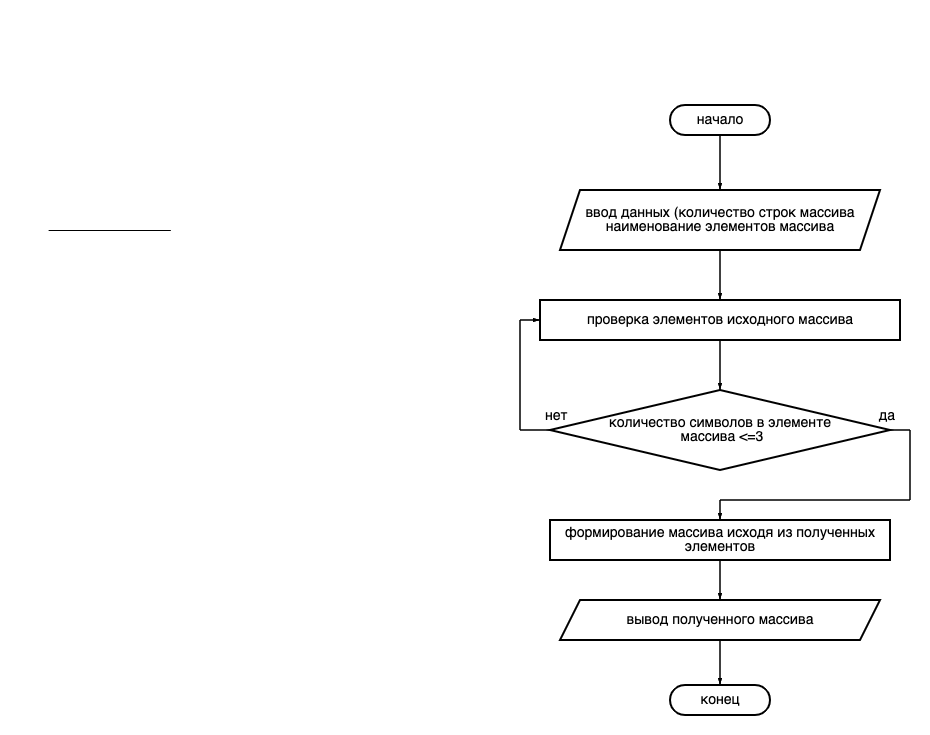 начало
ввод данных (количество строк массива
наименование элементов массива
проверка элементов исходного массива
нет
да
количество символов в элементе
массива <=3
формирование массива исходя из полученных
элементов
вывод полученного массива
конец